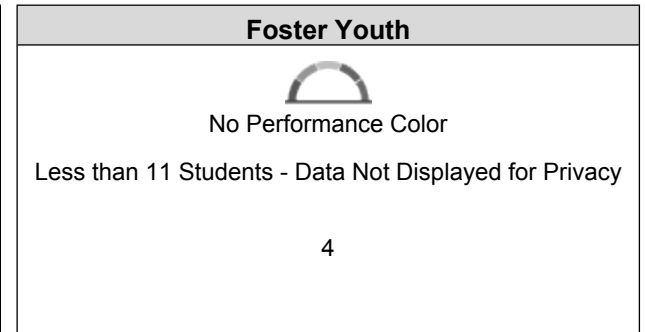 Foster Youth
No Performance Color
Less than 11 Students - Data Not Displayed for Privacy
4